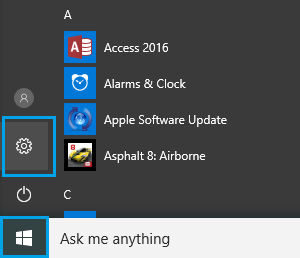 A
Access 2016
Alarms & Clock
Apple Software Update
Asphalt 8: Airborne
C
Ask me anything